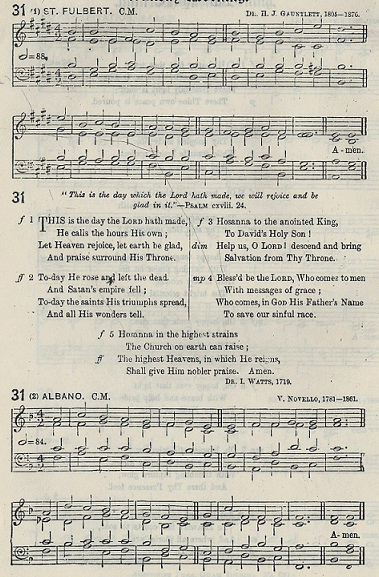 31 (1) ST. FULBERT. C.M. DR. H. J. GAUNTLETT, 1805–1876.
=88.
A-men.
31
"This is the day which the Lord hath made, we will rejoice and be
glad in it."—PSALM cxviii. 24.
f 1 THIS is the day the LORD hath made,
He calls the hours His own;
Let Heaven rejoice, let earth be glad,
And praise surround His Throne.
ff 2 To-day He rose and left the dead
And Satan's empire fell;
To-day the saints His triumphs spread,
And all His wonders tell.
f 3 Hosanna to the anointed King,
To David's Holy Son!
dim Help us, O LORD! descend and bring
Salvation from Thy Throne.
mp 4 Bless'd be the LORD, Who comes to men
With messages of grace;
Who comes, in GOD His Father's Name
To save our sinful race.
f 5 Hosanna in the highest strains
The Church on earth can raise;
ff The highest Heavens, in which He reigns,
Shall give Him nobler praise. Amen.
DR. I. WATTS, 1719.
31 (2) ALBANO. C.M. V. NOVELLO, 1781–1861.
=84.
A-men.